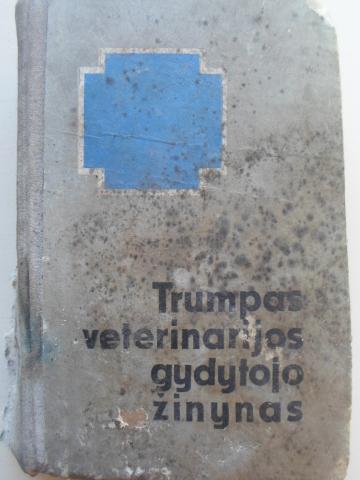 Trumpas
veterinarijos
gydytojo
žinynas